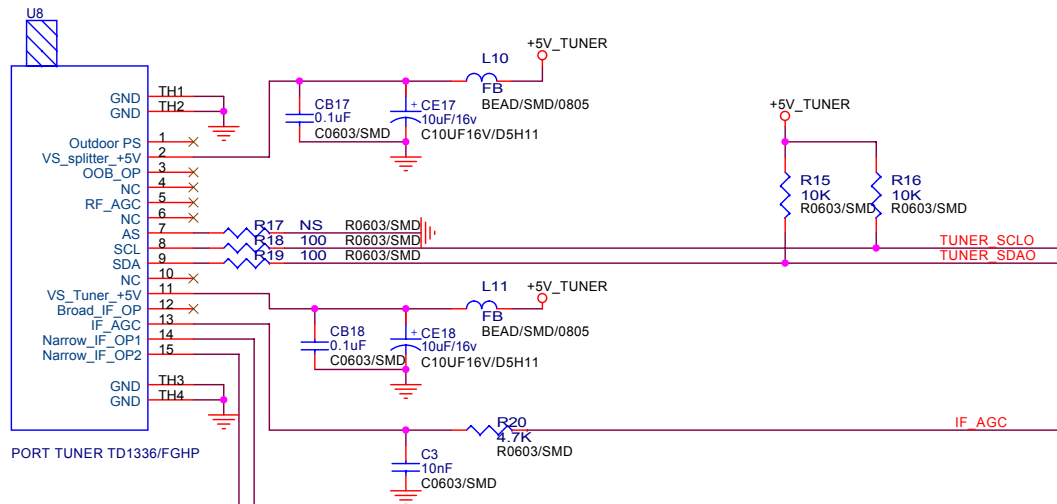 U8
GND TH1
GND TH2
Outdoor PS 1
VS_splitter_+5V 2
OOB_OP 3
NC 4
RF_AGC 5
NC 6
AS 7
SCL 8
SDA 9
NC 10
VS_Tuner_+5V 11
Broad_IF_OP 12
IF_AGC 13
Narrow_IF_OP1 14
Narrow_IF_OP2 15
GND TH3
GND TH4
PORT TUNER TD1336/FGHP
+5V_TUNER
L10
FB
BEAD/SMD/0805
CB17
0.1uF
C0603/SMD
+ CE17
10uF/16v
C10UF16V/D5H11
R17 NS R0603/SMD
R18 100 R0603/SMD
R19 100 R0603/SMD
+5V_TUNER
R15
10K
R0603/SMD
R16
10K
R0603/SMD
TUNER_SCLO
TUNER_SDAO
+5V_TUNER
L11
FB
BEAD/SMD/0805
CB18
0.1uF
C0603/SMD
+ CE18
10uF/16v
C10UF16V/D5H11
R20
4.7K
R0603/SMD
IF_AGC
C3
10nF
C0603/SMD